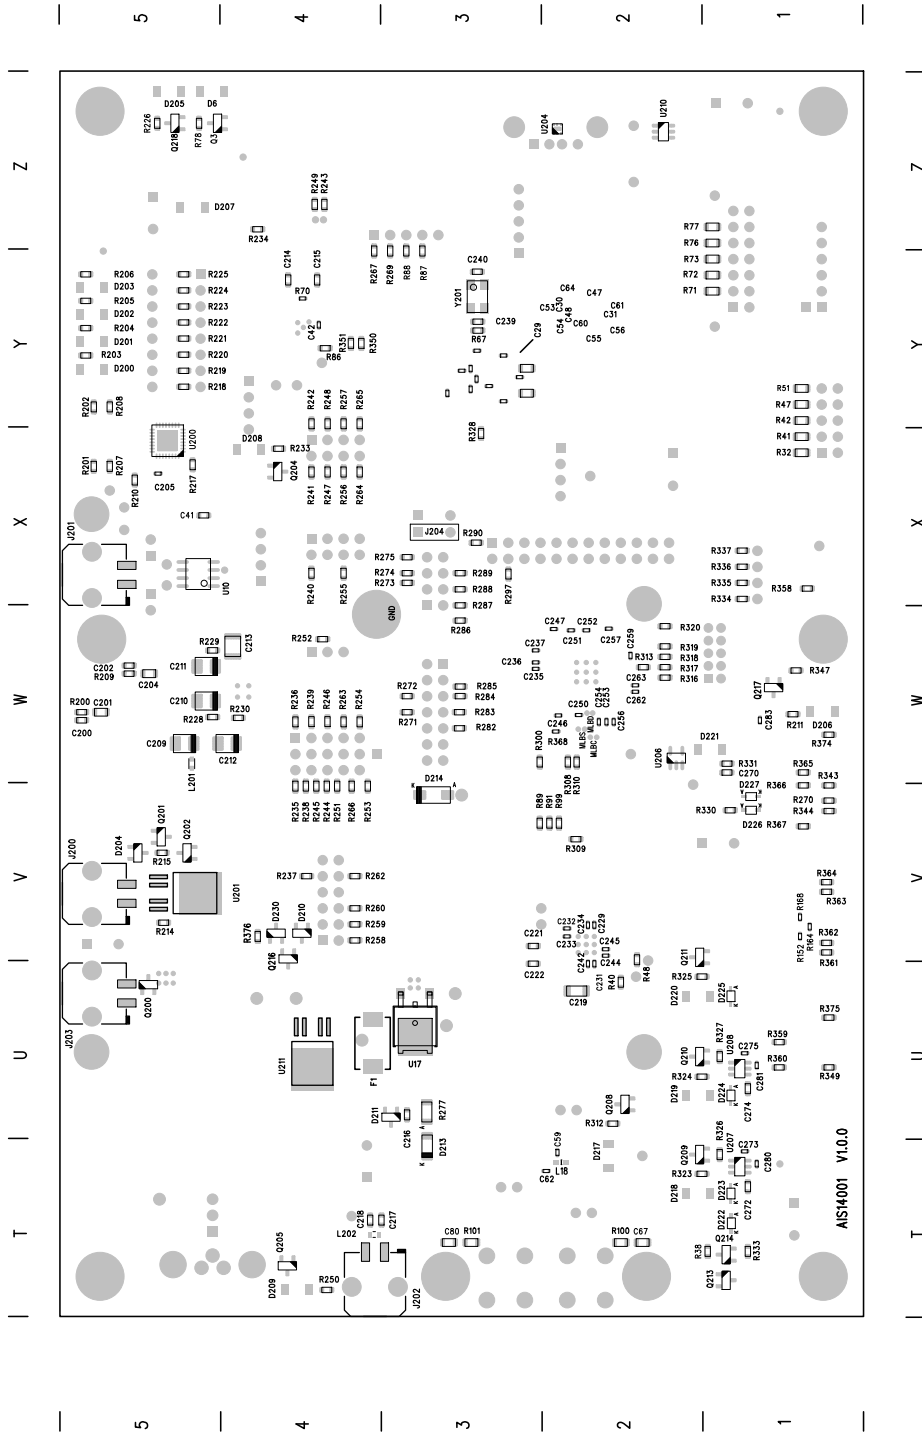 5 4 3 2 1
Z Z
D205 D6
R226 Q218 R78 Q3
U204 U210
D207
R249 R243
R234
R77
R76
R73
R72
R71
C214 C215
R267 R269 R88 R87
C240
Y201
R70
R206 R225
D203 R224
R205 R223
D202 R222
R204 R221
D201 R220
R203 R219
D200 R218
C42
R86 R351 R350
C239
R67
C29
C64
C53 C30 C47
C48 C61
C31
C54 C60 C56
C55
Y Y
R202 R208
R242 R248 R257 R265
R328
R51
R47
R42
R41
R32
U200
D208
R233
Q204
R201 R207
R210 C205 R217
R241 R247 R256 R264
X X
J201
C41
J204 R290
U10
R240 R255
R275
R274 R289
R273 R288
R287
R286
R297
R337
R336
R335
R334
R358
GND
R252
R229 C213
C202 C211
R209 C204
C247 C252
C251 C257
C237
C236
C235
C259
R313
C263
C262
R320
R319
R318
R317
R316
R347
Q217
W W
R200 C201
C200
C210
R228 R230
R236 R239 R246 R263 R254
R272 R285
R284
R271 R283
R282
C250 C254 C253
C246 C256
R368 MLBS MLBD MLBC
C283 R211 D206
R374
C209 C212
L201
R300
R308 R310
U206
D221
R331
C270
R365
R366 R343
D227
R235 R238 R245 R244 R251 R266 R253
D214
K A
R89 R91 R99
R309
R330
D226
R270
R344
R367
J200
D204 Q201 Q202
R215
U201
R214
R237 R262
R260
R259
R258
D230 D210
R376
Q216
V V
R364
R363
R168
R164
R152
R362
R361
C232 C234 C229
C221 C233
C245
C244
C222 C242 C231
C219
R40 R48
Q211
R325
D220 D225
A K
J203
Q200
U211
F1
U17
R375
R359
R360
R349
R327 U208
Q210 C275
R324 C281
D219 D224
A K
C274
U U
D211 C216 R277
A
D213
K
R312 Q208
C59
D217
L18
C62
R326 U207
Q209 C273
R323 C280
D218 D223
A K
C272
D222
A K
AIS14001 V1.0.0
T T
C218 C217
L202
Q205
D209
R250
J202
C80 R101
R100 C67
R38 Q214 R333
Q213
5 4 3 2 1